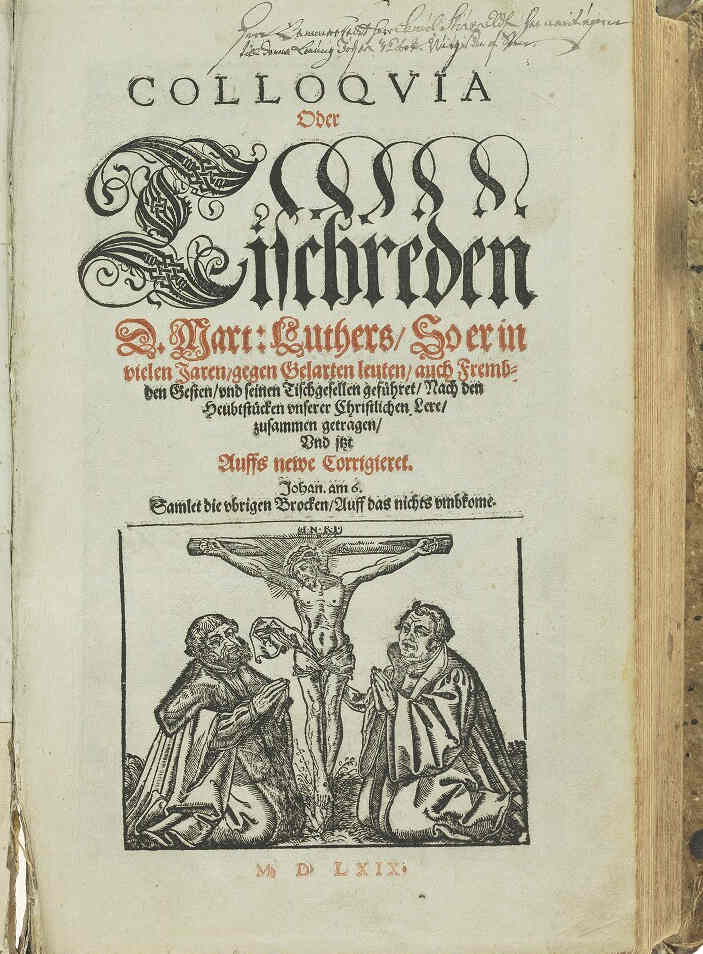 COLLOQVIA
Oder
Tischreden
D. Mart: Luthers/ So er in
vielen Jaren/gegen Gelarten leuten/ auch Fremb-
den Gesten/vnd seinen Tischgesellen geführet/ Nach den
Heubtstücken vnserer Christlichen Lere/
zusammen getragen/
Vnd jtzt
Auffs newe Corrigieret.
Johan. am 6.
Samlet die vbrigen Brocken/ Auff das nichts vmbkome.
I N R I
M D LXIX.